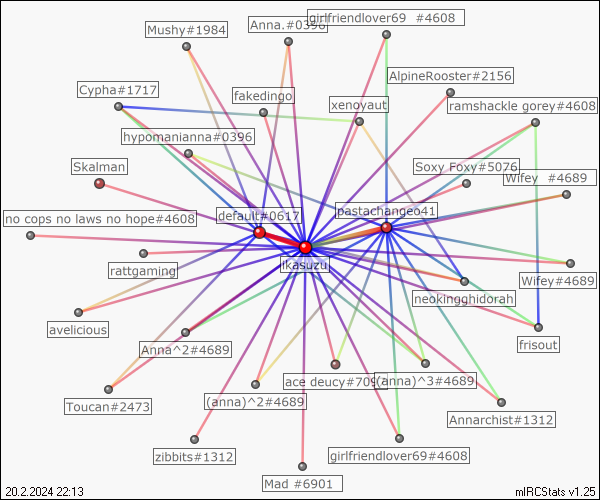 girlfriendlover69 #4608
Anna.#0396
Mushy#1984
AlpineRooster#2156
Cypha#1717
fakedingo
xenoyaut
ramshackle gorey#4608
hypomanianna#0396
Skalman
Soxy Foxy#5076
Wifey #4689
default#0617
pastachangeo41
no cops no laws no hope#4608
ikasuzu
rattgaming
Wifey#4689
neokingghidorah
avelicious
frisout
Anna^2#4689
ace deucy#709
(anna)^3#4689
Toucan#2473
(anna)^2#4689
Annarchist#1312
zibbits#1312
girlfriendlover69#4608
Mad #6901
20.2.2024 22:13
mIRCStats v1.25